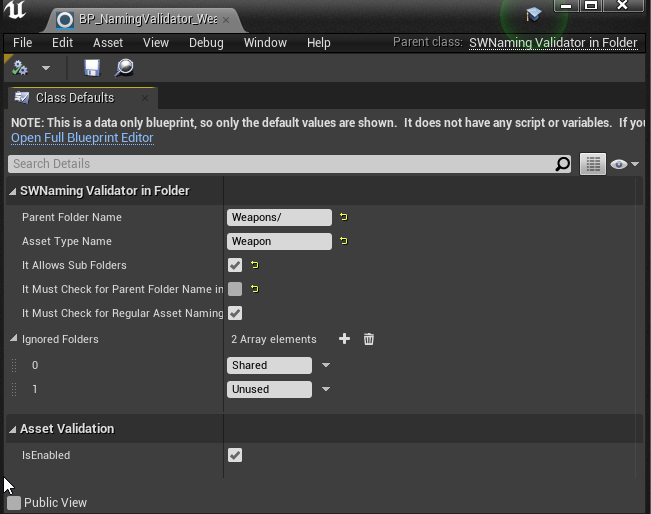 BP_NamingValidator_Wea
File Edit Asset View Debug Window Help Parent class: SWNaming Validator in Folder
Class Defaults
NOTE: This is a data only blueprint, so only the default values are shown. It does not have any script or variables. If you
Open Full Blueprint Editor
Search Details
SWNaming Validator in Folder
Parent Folder Name Weapons/
Asset Type Name Weapon
It Allows Sub Folders
It Must Check for Parent Folder Name in
It Must Check for Regular Asset Naming
Ignored Folders 2 Array elements
0 Shared
1 Unused
Asset Validation
IsEnabled
Public View